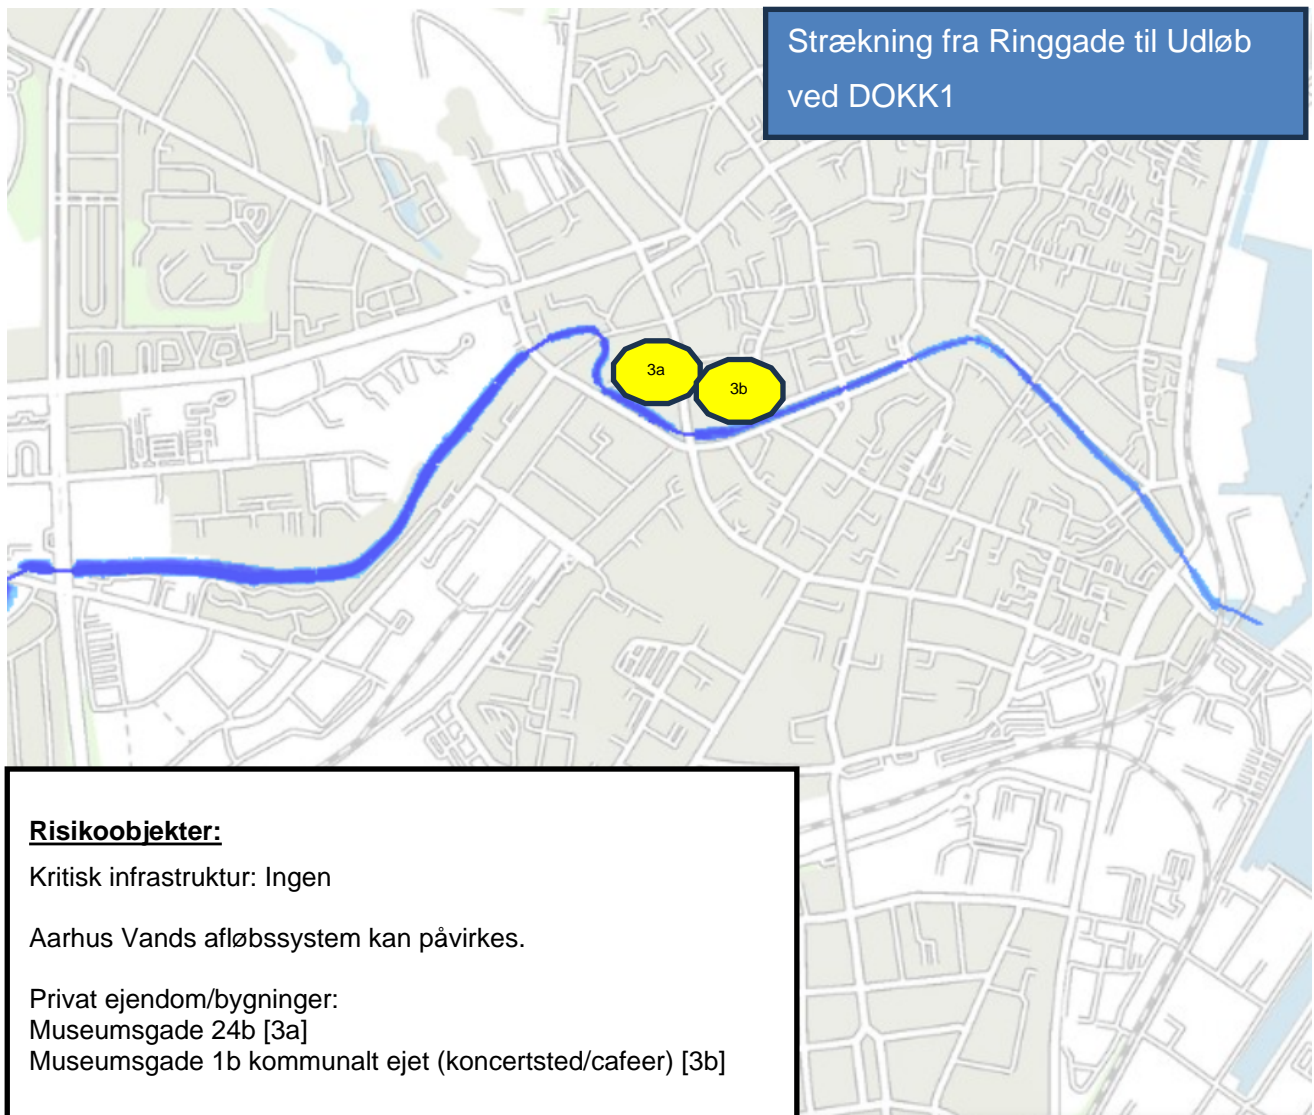 Strækning fra Ringgade til Udløb
ved DOKK1
3a
3b
Risikoobjekter:
Kritisk infrastruktur: Ingen
Aarhus Vands afløbssystem kan påvirkes.
Privat ejendom/bygninger:
Museumsgade 24b [3a]
Museumsgade 1b kommunalt ejet (koncertsted/cafeer) [3b]